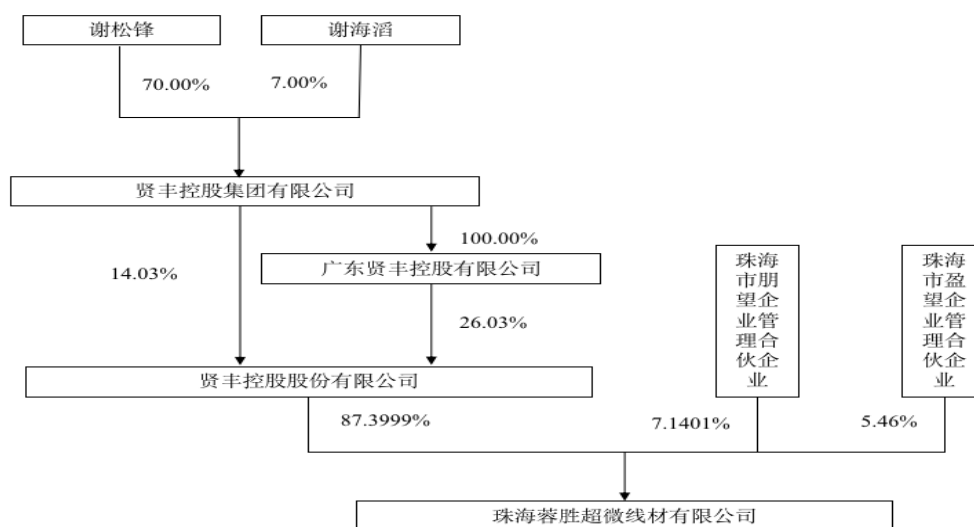 谢松锋
谢海滔
70.00%
7.00%
贤丰控股集团有限公司
100.00%
14.03%
广东贤丰控股有限公司
26.03%
珠海
市朋
望企
业管
理合
伙企
业
珠海
市盈
望企
业管
理合
伙企
业
贤丰控股股份有限公司
87.3999%
7.1401%
5.46%
珠海蓉胜超微线材有限公司